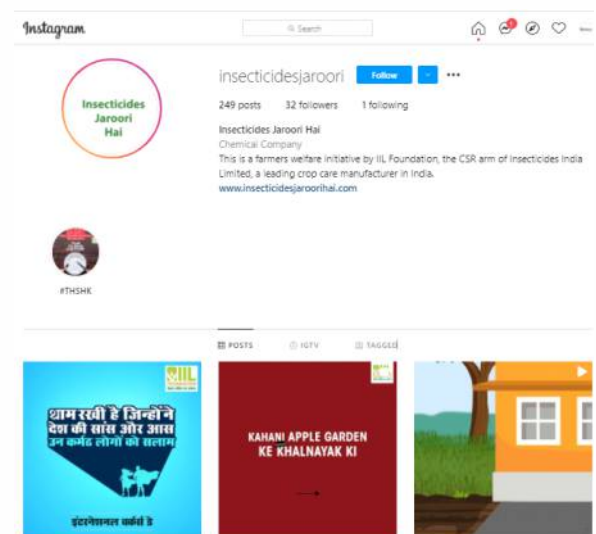 Instagram
Search
insecticidesjaroori
Follow
249 posts 32 followers 1 following
Insecticides Jaroori Hai
Chemical Company
This is a farmers welfare initiative by IIL Foundation, the CSR arm of Insecticides India
Limited, a leading crop care manufacturer in India.
www.insecticidesjaroorihai.com
Insecticides
Jaroori
Hai
#THSHK
POSTS IGTV TAGGED
IIL
थाम रखी है जिन्होंने
देश की सांस और आस
उन कर्मठ लोगों को सलाम
इंटरनेशनल वर्कर्स डे
KAHANI APPLE GARDEN
KE KHALNAYAK KI